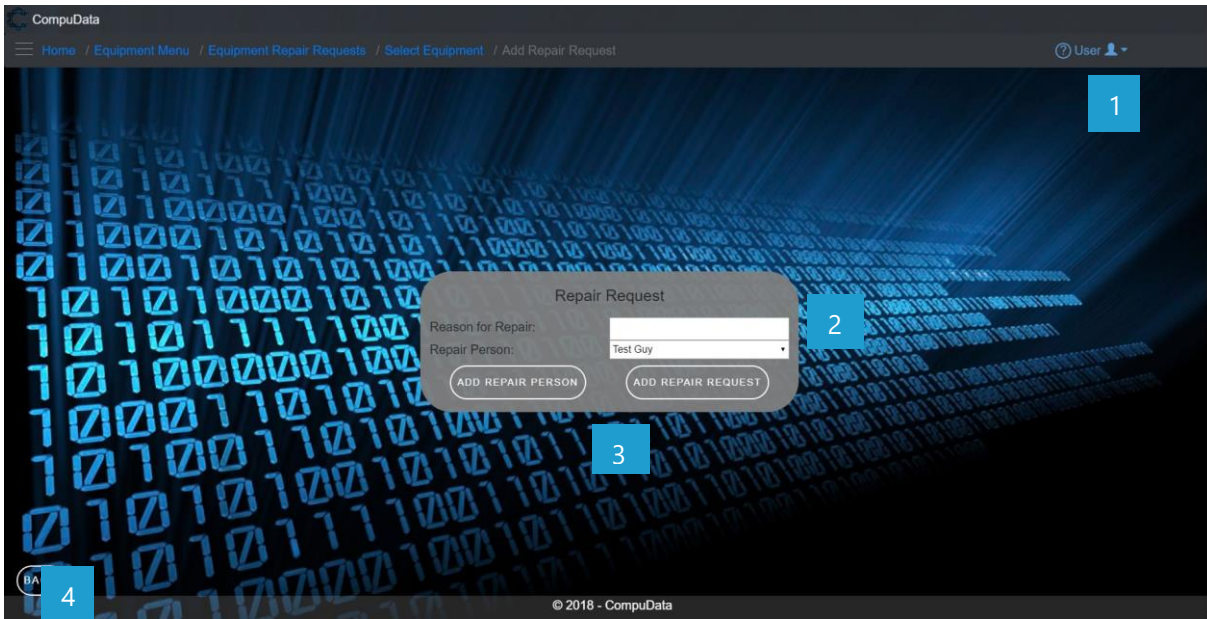 CompuData
Home / Equipment Menu / Equipment Repair Requests / Select Equipment / Add Repair Request
? User
1
Repair Request
Reason for Repair:
2
Repair Person: Test Guy
ADD REPAIR PERSON ADD REPAIR REQUEST
3
BA
4
© 2018 - CompuData